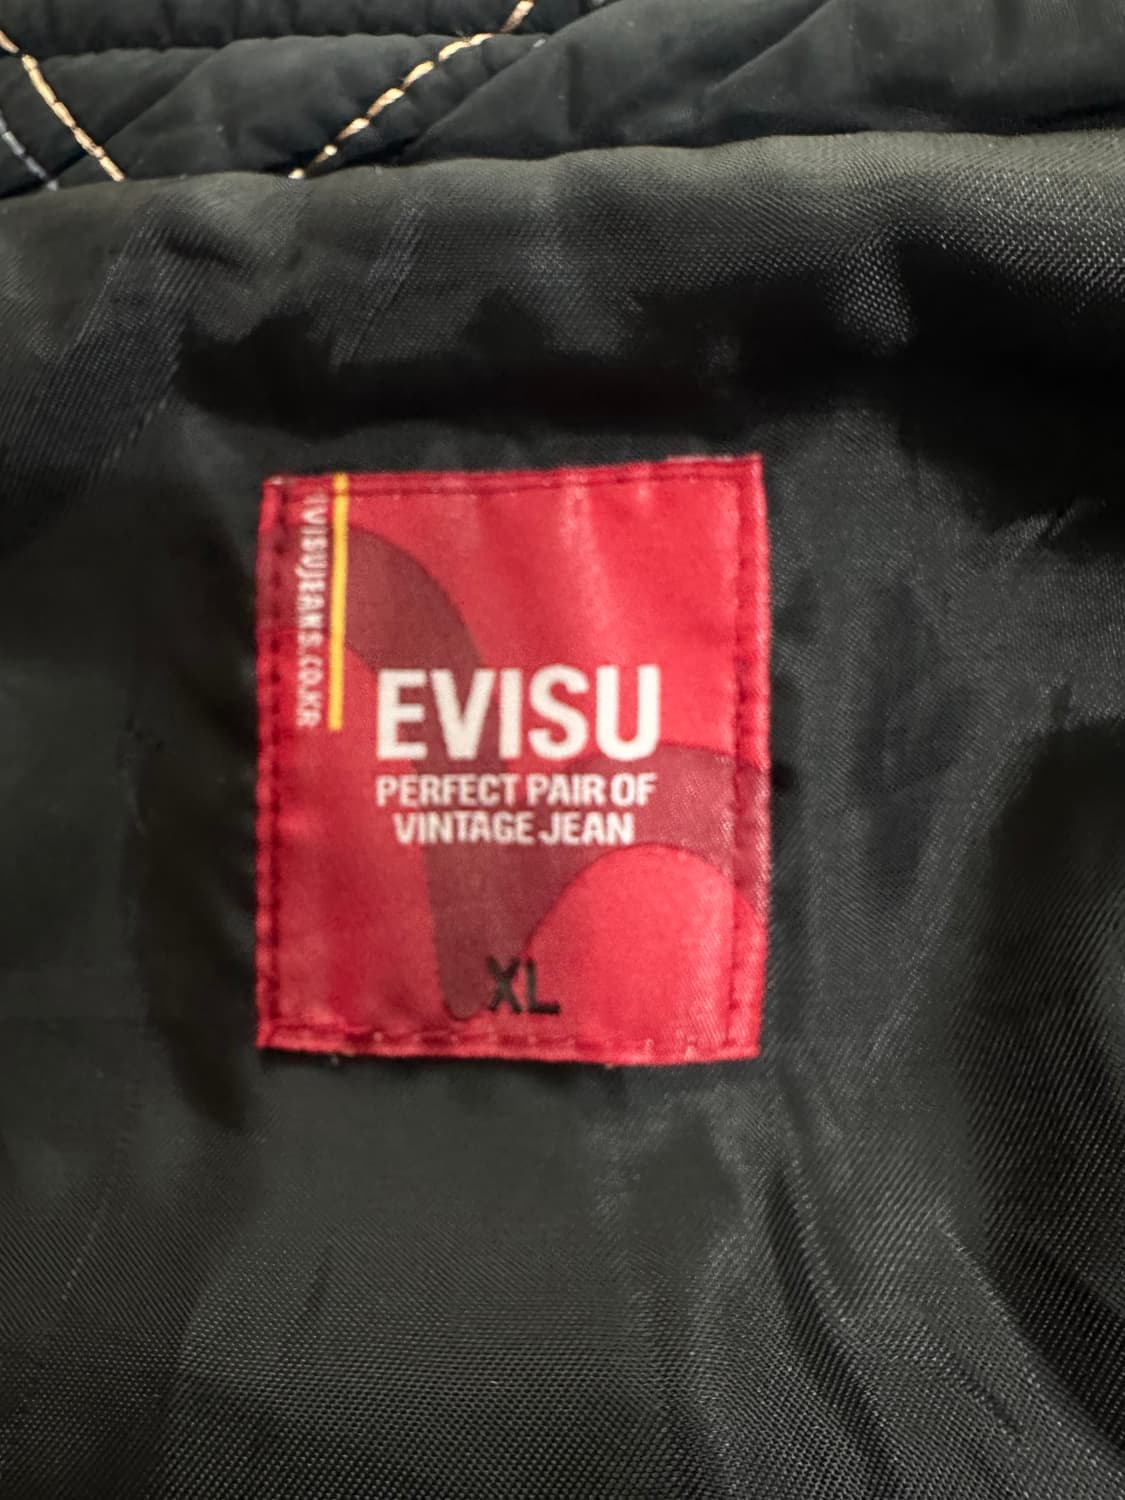 EVISUJEANS.CO.KR
EVISU
PERFECT PAIR OF
VINTAGE JEAN
XL